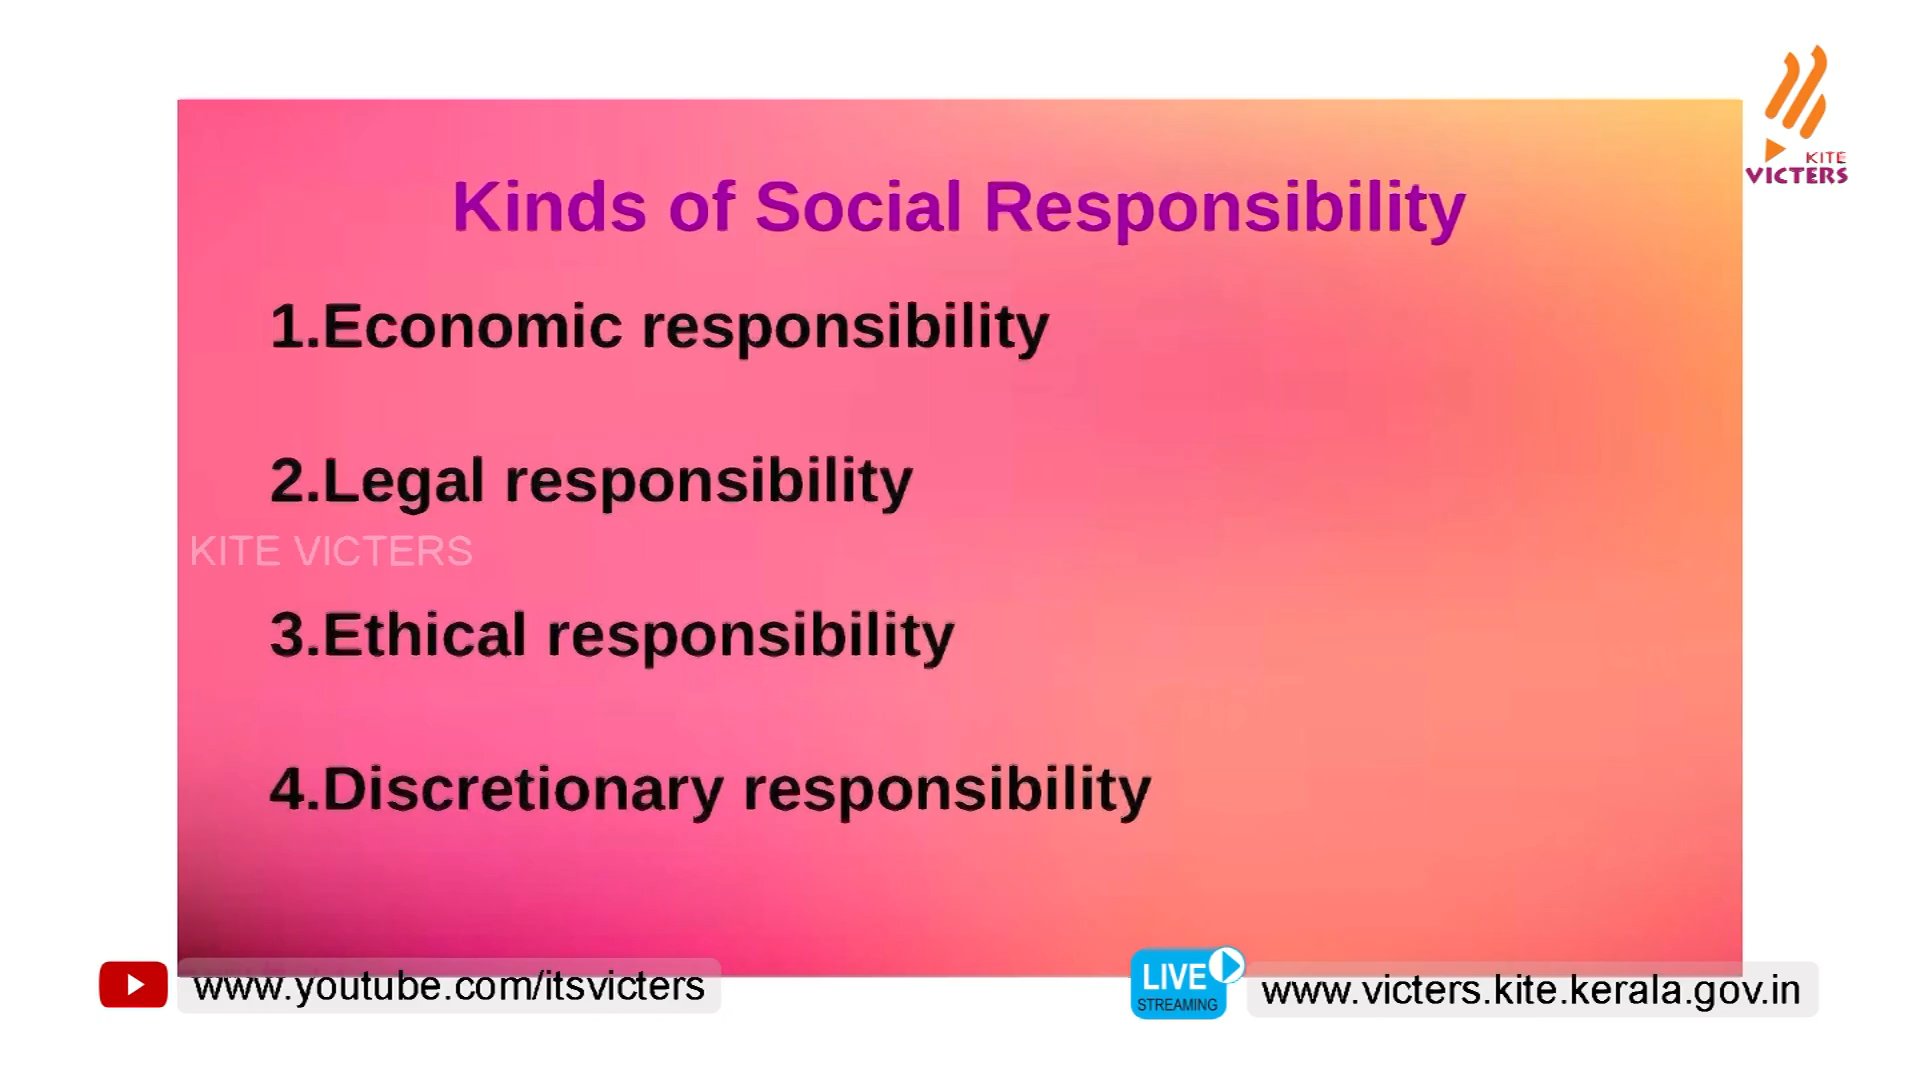 KITE
VICTERS
Kinds of Social Responsibility
1.Economic responsibility
2.Legal responsibility
KITE VICTERS
3.Ethical responsibility
4.Discretionary responsibility
www.youtube.com/itsvicters
LIVE
STREAMING
www.victers.kite.kerala.gov.in